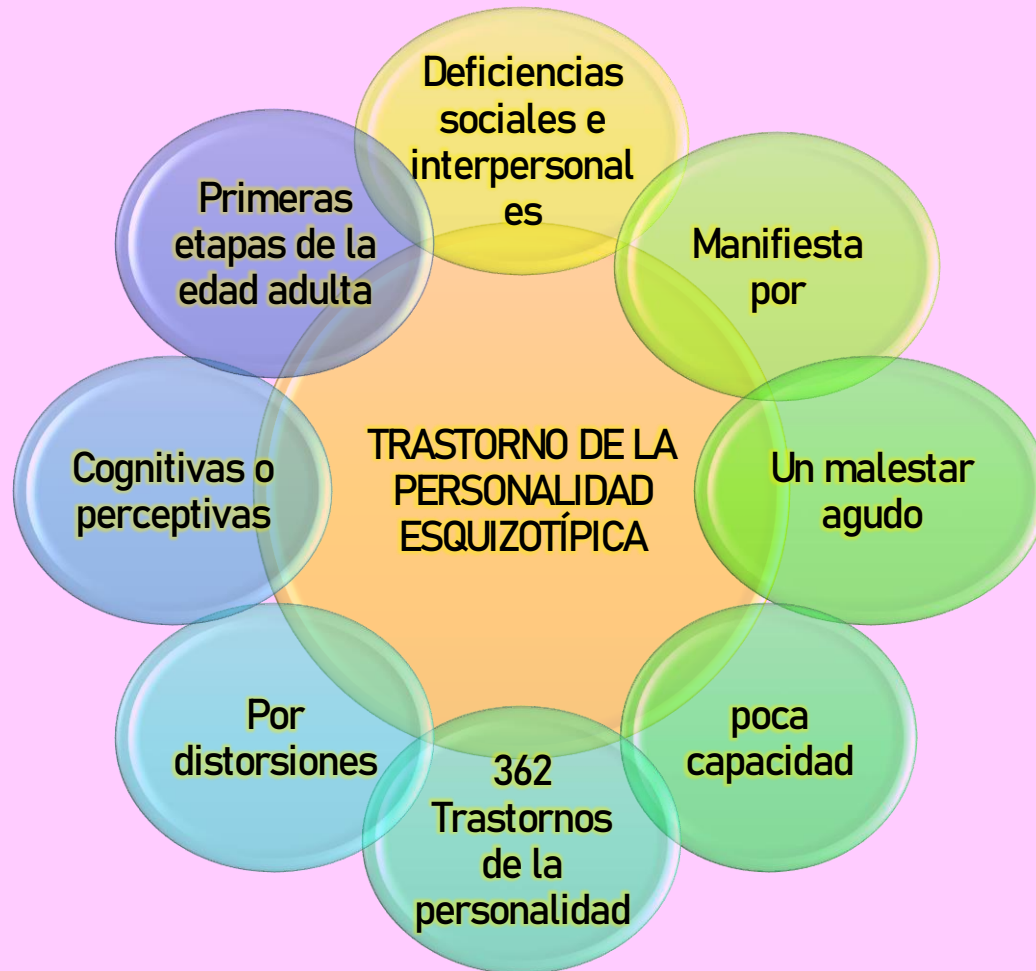 Deficiencias
sociales e
interpersonal
es
Manifiesta
por
Un malestar
agudo
poca
capacidad
362
Trastornos
de la
personalidad
Por
distorsiones
Cognitivas o
perceptivas
Primeras
etapas de la
edad adulta
TRASTORNO DE LA
PERSONALIDAD
ESQUIZOTÍPICA